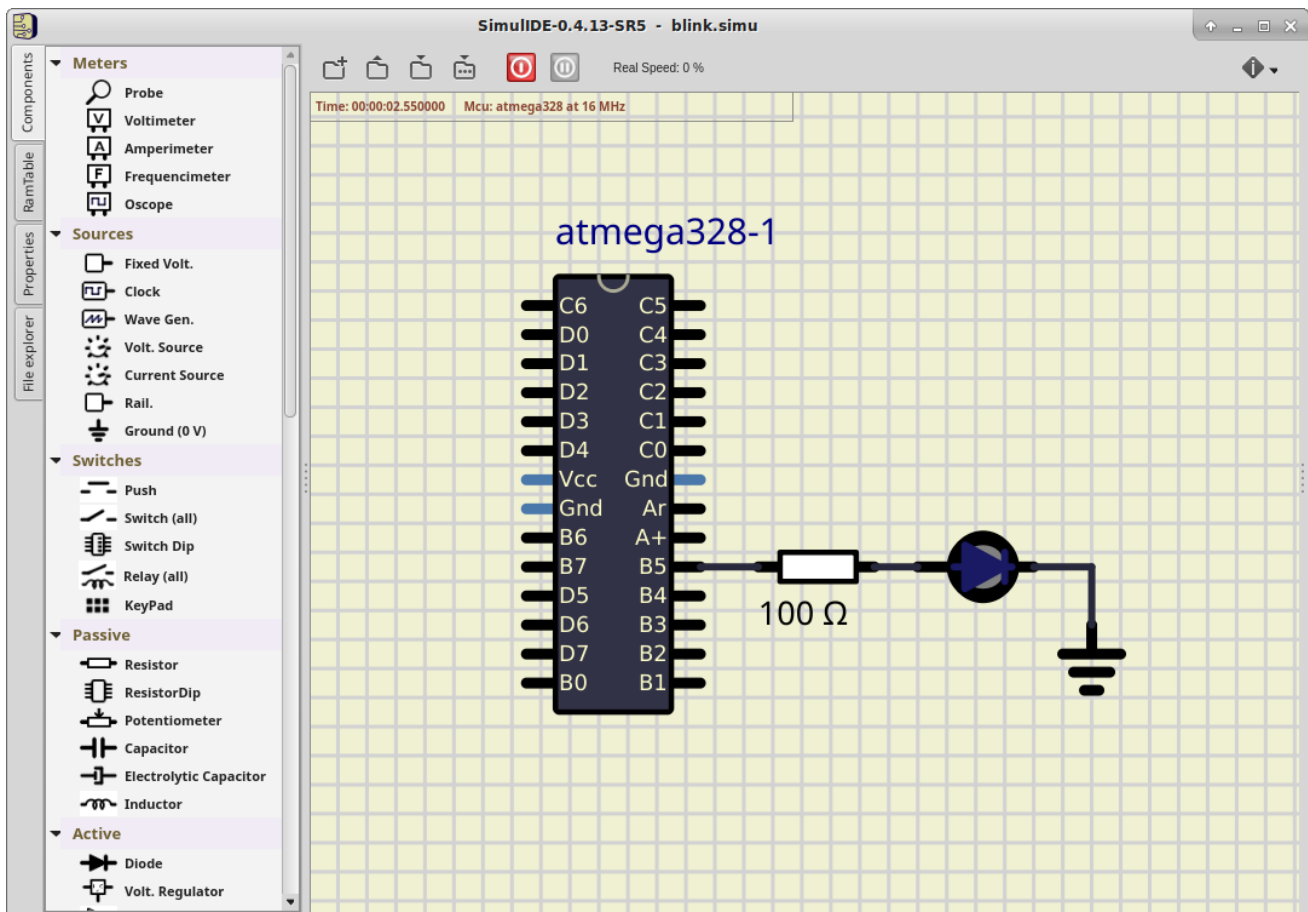 SimulIDE-0.4.13-SR5 - blink.simu
Components
RamTable
Properties
File explorer
Meters
Probe
Voltimeter
Amperimeter
Frequencimeter
Oscope
Sources
Fixed Volt.
Clock
Wave Gen.
Volt. Source
Current Source
Rail.
Ground (0 V)
Switches
Push
Switch (all)
Switch Dip
Relay (all)
KeyPad
Passive
Resistor
ResistorDip
Potentiometer
Capacitor
Electrolytic Capacitor
Inductor
Active
Diode
Volt. Regulator
Real Speed: 0 %
Time: 00:00:02.550000 Mcu: atmega328 at 16 MHz
atmega328-1
C6 C5
D0 C4
D1 C3
D2 C2
D3 C1
D4 C0
Vcc Gnd
Gnd Ar
B6 A+
B7 B5
D5 B4
D6 B3
D7 B2
B0 B1
100 Ω